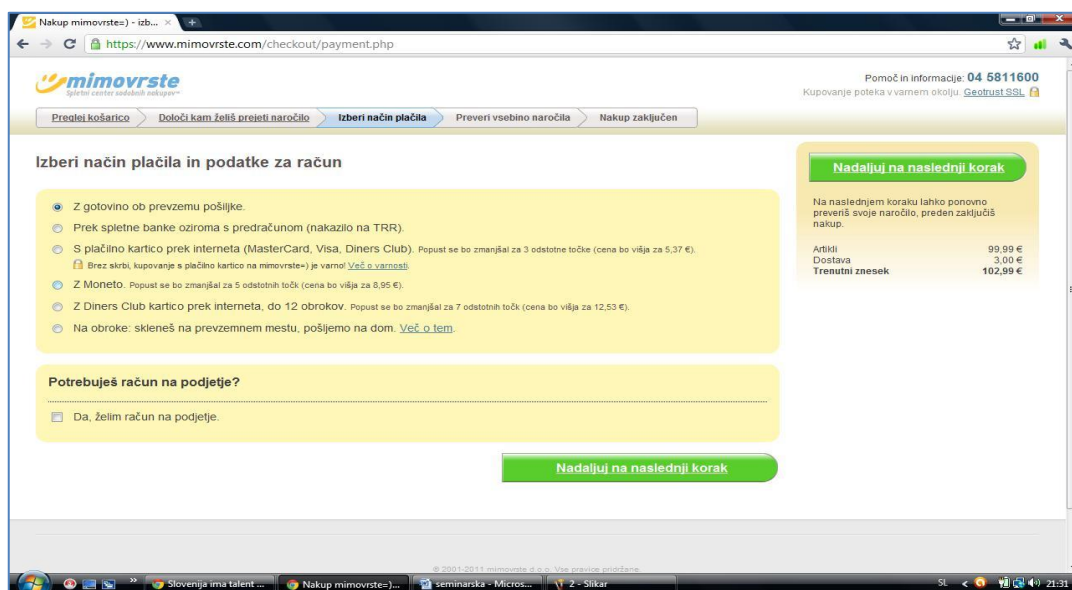 Nakup mimovrste=) - izb...
https://www.mimovrste.com/checkout/payment.php
mimovrste
Spletni center sodobnih nakupov
Pomoč in informacije: 04 5811600
Kupovanje poteka v varnem okolju. Geotrust SSL
Preglej košarico
Določi kam želiš prejeti naročilo
Izberi način plačila
Preveri vsebino naročila
Nakup zaključen
Izberi način plačila in podatke za račun
Z gotovino ob prevzemu pošiljke.
Prek spletne banke oziroma s predračunom (nakazilo na TRR).
S plačilno kartico prek interneta (MasterCard, Visa, Diners Club). Popust se bo zmanjšal za 3 odstotne točke (cena bo višja za 5,37 €).
Brez skrbi, kupovanje s plačilno kartico na mimovrste=) je varno! Več o varnosti.
Z Moneto. Popust se bo zmanjšal za 5 odstotnih točk (cena bo višja za 8,95 €).
Z Diners Club kartico prek interneta, do 12 obrokov. Popust se bo zmanjšal za 7 odstotnih točk (cena bo višja za 12,53 €).
Na obroke: skleneš na prevzemnem mestu, pošljemo na dom. Več o tem.
Potrebuješ račun na podjetje?
Da, želim račun na podjetje.
Nadaljuj na naslednji korak
Nadaljuj na naslednji korak
Na naslednjem koraku lahko ponovno
preveriš svoje naročilo, preden zaključiš
nakup.
Artikli 99,99 €
Dostava 3,00 €
Trenutni znesek 102,99 €
© 2001-2011 mimovrste d.o.o. Vse pravice pridržane.
Slovenija ima talent ...
Nakup mimovrste=)...
seminarska - Micros...
2 - Slikar
SL
21:31